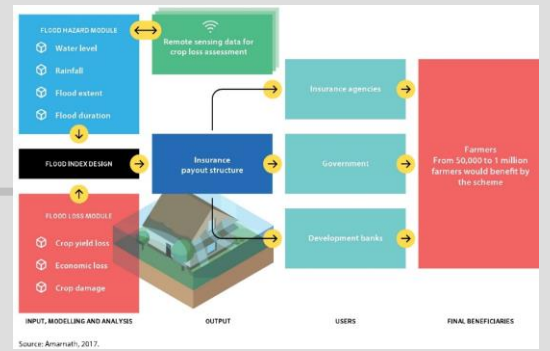 FLOOD HAZARD MODULE
Water level
Rainfall
Flood extent
Flood duration
Remote sensing data for
crop loss assessment
FLOOD INDEX DESIGN
Insurance
payout structure
FLOOD LOSS MODULE
Crop yield loss
Economic loss
Crop damage
Insurance agencies
Government
Development banks
Farmers
From 50,000 to 1 million
farmers would benefit by
the scheme
INPUT, MODELLING AND ANALYSIS
OUTPUT
USERS
FINAL BENEFICIARIES
Source: Amarnath, 2017.